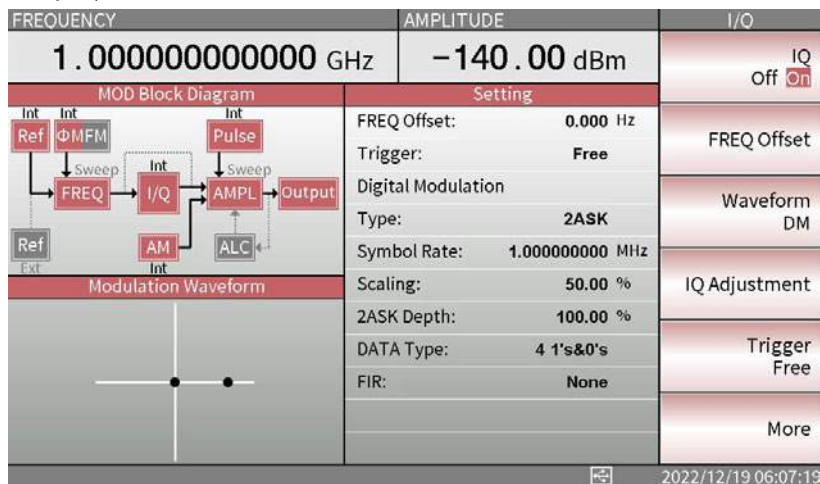 FREQUENCY
AMPLITUDE
I/Q
1.000000000000 GHz
-140.00 dBm
IQ
Off On
MOD Block Diagram
Int Int Int
Ref ΦMFM Pulse
Sweep Int Sweep
FREQ I/Q AMPL Output
Ref AM ALC
Ext Int
Modulation Waveform
Setting
FREQ Offset: 0.000 Hz
Trigger: Free
Digital Modulation
Type: 2ASK
Symbol Rate: 1.000000000 MHz
Scaling: 50.00 %
2ASK Depth: 100.00 %
DATA Type: 4 1's&0's
FIR: None
FREQ Offset
Waveform
DM
IQ Adjustment
Trigger
Free
More
2022/12/19 06:07:19